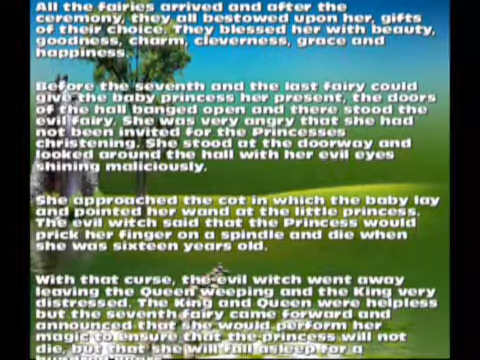 All the fairies arrived and after the
ceremony, they all bestowed upon her, gifts
of their choice. They blessed her with beauty,
goodness, charm, cleverness, grace and
happiness.
Before the seventh and the last fairy could
give the baby princess her present, the doors
of the hall banged open and there stood the
evil fairy. She was very angry that she had
not been invited for the Princesses
christening. She stood at the doorway and
looked around the hall with her evil eyes
shining maliciously.
She approached the cot in which the baby lay
and pointed her wand at the little princess.
The evil witch said that the Princess would
prick her finger on a spindle and die when
she was sixteen years old.
With that curse, the evil witch went away
leaving the Queen weeping and the King very
distressed. The King and Queen were helpless
but the seventh fairy came forward and
announced that she would perform her
magic to ensure that the princess will not
die, but that she will fall asleep for a